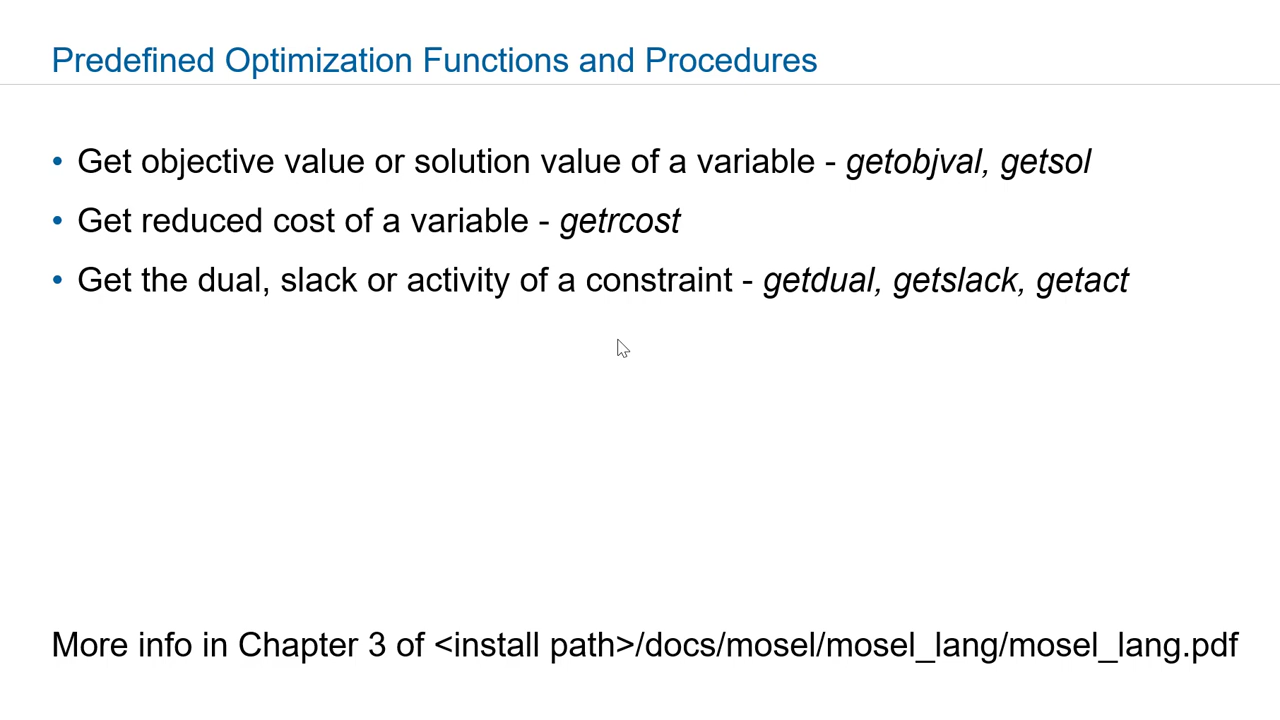 Predefined Optimization Functions and Procedures
• Get objective value or solution value of a variable - getobjval, getsol
• Get reduced cost of a variable - getrcost
• Get the dual, slack or activity of a constraint - getdual, getslack, getact
More info in Chapter 3 of <install path>/docs/mosel/mosel_lang/mosel_lang.pdf